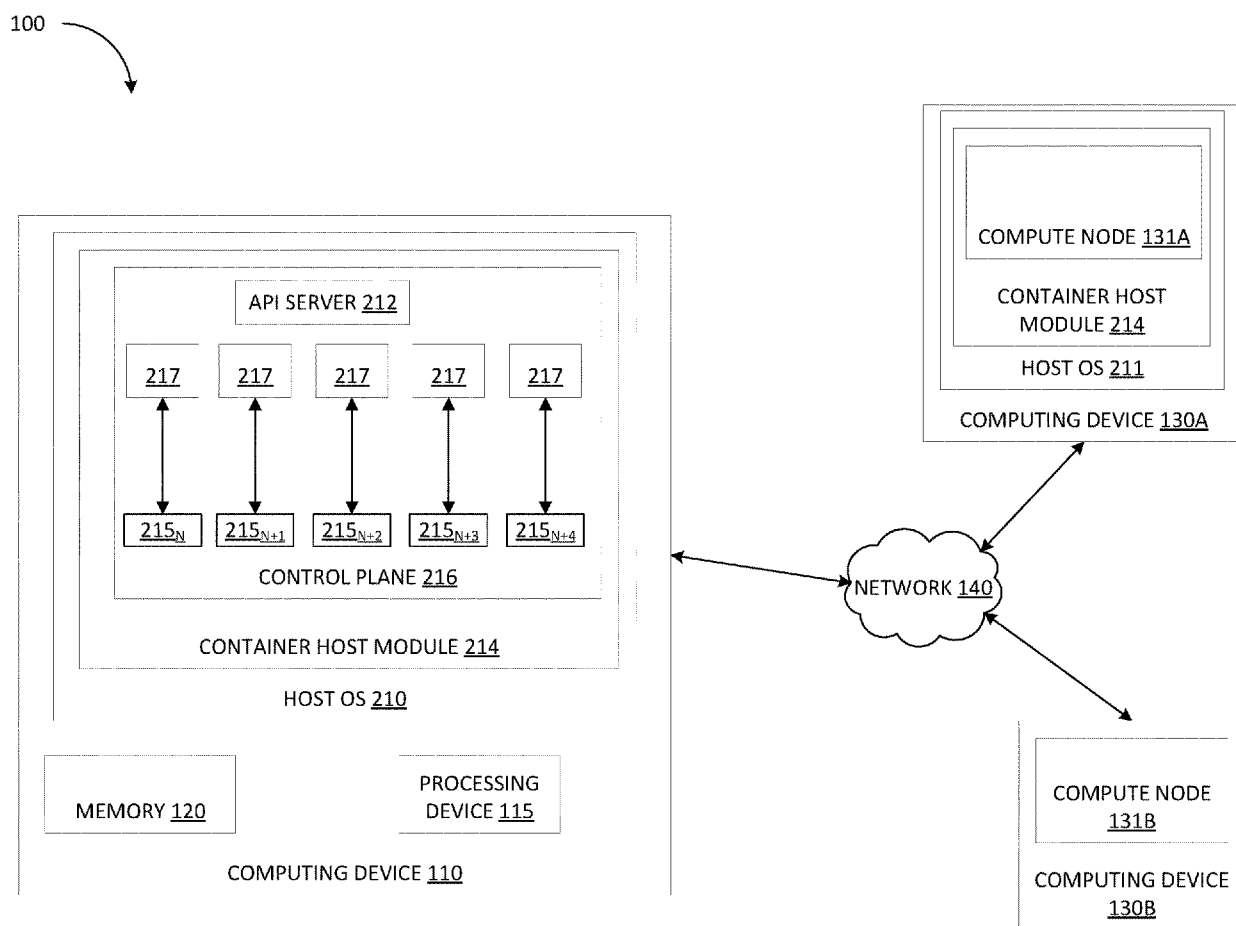 100
API SERVER 212
217 217 217 217 217
215N 215N+1 215N+2 215N+3 215N+4
CONTROL PLANE 216
CONTAINER HOST MODULE 214
HOST OS 210
MEMORY 120
PROCESSING
DEVICE 115
COMPUTING DEVICE 110
NETWORK 140
COMPUTE NODE 131A
CONTAINER HOST
MODULE 214
HOST OS 211
COMPUTING DEVICE 130A
COMPUTE NODE
131B
COMPUTING DEVICE
130B